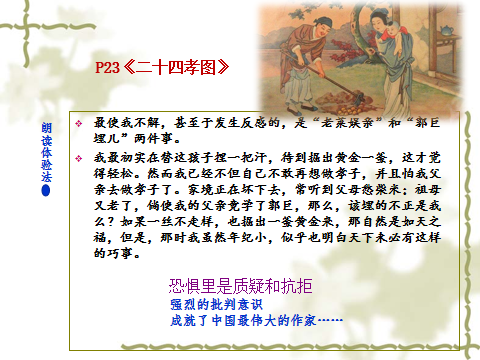 P23《二十四孝图》
朗读体验法
最使我不解，甚至于发生反感的，是“老莱娱亲”和“郭巨
埋儿”两件事。
我最初实在替这孩子捏一把汗，待到掘出黄金一釜，这才觉
得轻松。然而我已经不但自己不敢再想做孝子，并且怕我父
亲去做孝子了。家境正在坏下去，常听到父母愁柴米；祖母
又老了，倘使我的父亲竟学了郭巨，那么，该埋的不正是我
么？如果一丝不走样，也掘出一釜黄金来，那自然是如天之
福，但是，那时我虽然年纪小，似乎也明白天下未必有这样
的巧事。
恐惧里是质疑和抗拒
强烈的批判意识
成就了中国最伟大的作家……